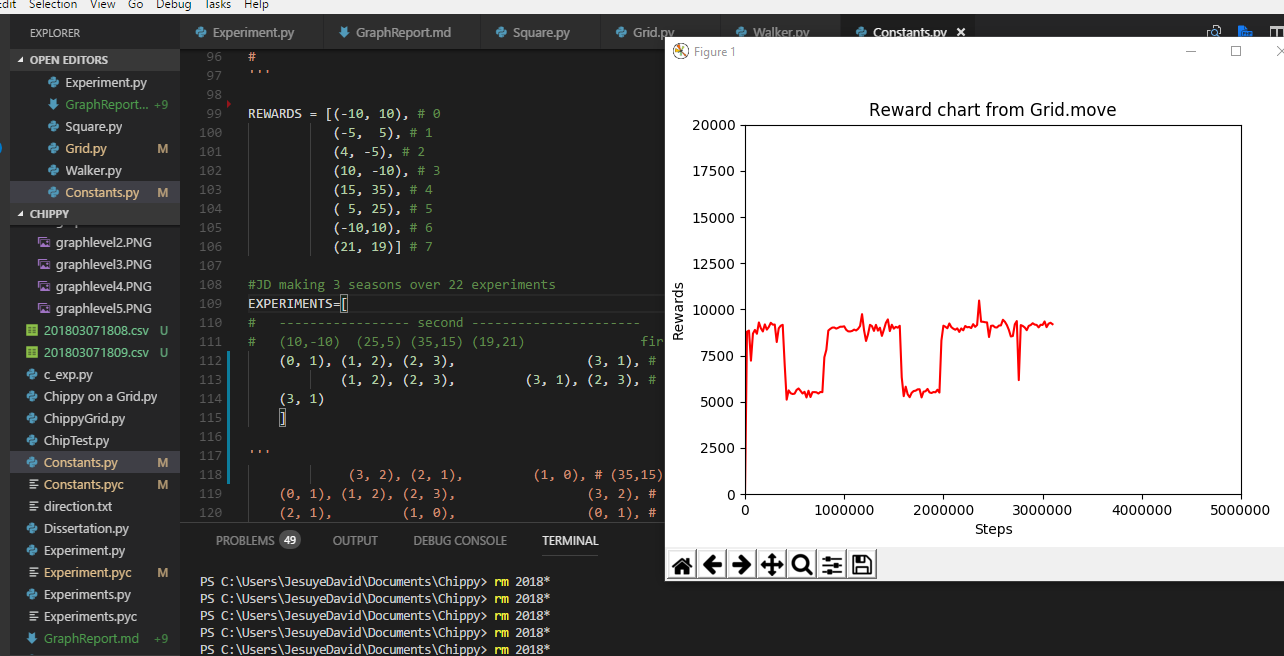 Edit Selection View Go Debug Tasks Help
EXPLORER
Experiment.py GraphReport.md Square.py Grid.py Walker.py Constants.py
OPEN EDITORS
Experiment.py
GraphReport... +9
Square.py
Grid.py M
Walker.py
Constants.py M
CHIPPY
graphlevel2.PNG
graphlevel3.PNG
graphlevel4.PNG
graphlevel5.PNG
201803071808.csv U
201803071809.csv U
c_exp.py
Chippy on a Grid.py
ChippyGrid.py
ChipTest.py
Constants.py M
Constants.pyc M
direction.txt
Dissertation.py
Experiment.py
Experiment.pyc M
Experiments.py
Experiments.pyc
GraphReport.md +9
96 #
97 '''
98
99 REWARDS = [(-10, 10), # 0
100 (-5,  5), # 1
101 (4, -5), # 2
102 (10, -10), # 3
103 (15, 35), # 4
104 ( 5, 25), # 5
105 (-10,10), # 6
106 (21, 19)] # 7
107
108 #JD making 3 seasons over 22 experiments
109 EXPERIMENTS=[
110 # ------------------- second ----------------------
111 #   (10,-10)  (25,5) (35,15) (19,21) fir
112 (0, 1), (1, 2), (2, 3), (3, 1), #
113 (1, 2), (2, 3), (3, 1), (2, 3), #
114 (3, 1)
115 ]
116
117 '''
118 (3, 2), (2, 1), (1, 0), # (35,15)
119 (0, 1), (1, 2), (2, 3), (3, 2), #
120 (2, 1), (1, 0), (0, 1), #
PROBLEMS 49 OUTPUT DEBUG CONSOLE TERMINAL
PS C:\Users\JesuyeDavid\Documents\Chippy> rm 2018*
PS C:\Users\JesuyeDavid\Documents\Chippy> rm 2018*
PS C:\Users\JesuyeDavid\Documents\Chippy> rm 2018*
PS C:\Users\JesuyeDavid\Documents\Chippy> rm 2018*
PS C:\Users\JesuyeDavid\Documents\Chippy> rm 2018*
Figure 1
Reward chart from Grid.move
20000
17500
15000
12500
10000
7500
5000
2500
0
Rewards
0 1000000 2000000 3000000 4000000 5000000
Steps